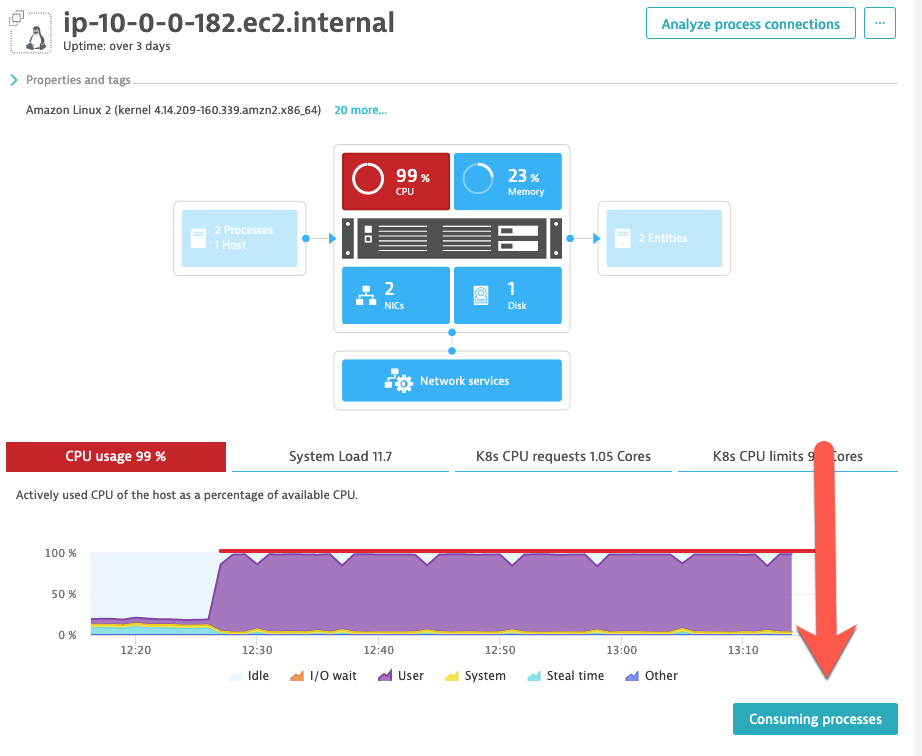 ip-10-0-0-182.ec2.internal
Uptime: over 3 days
Analyze process connections
...
Properties and tags
Amazon Linux 2 (kernel 4.14.209-160.339.amzn2.x86_64) 20 more...
99 %
CPU
23 %
Memory
2 Processes
1 Host
2 Entities
2
NICs
1
Disk
Network services
CPU usage 99 %
System Load 11.7
K8s CPU requests 1.05 Cores
K8s CPU limits Cores
Actively used CPU of the host as a percentage of available CPU.
100 %
50 %
0 %
12:20 12:30 12:40 12:50 13:00 13:10
Idle I/O wait User System Steal time Other
Consuming processes